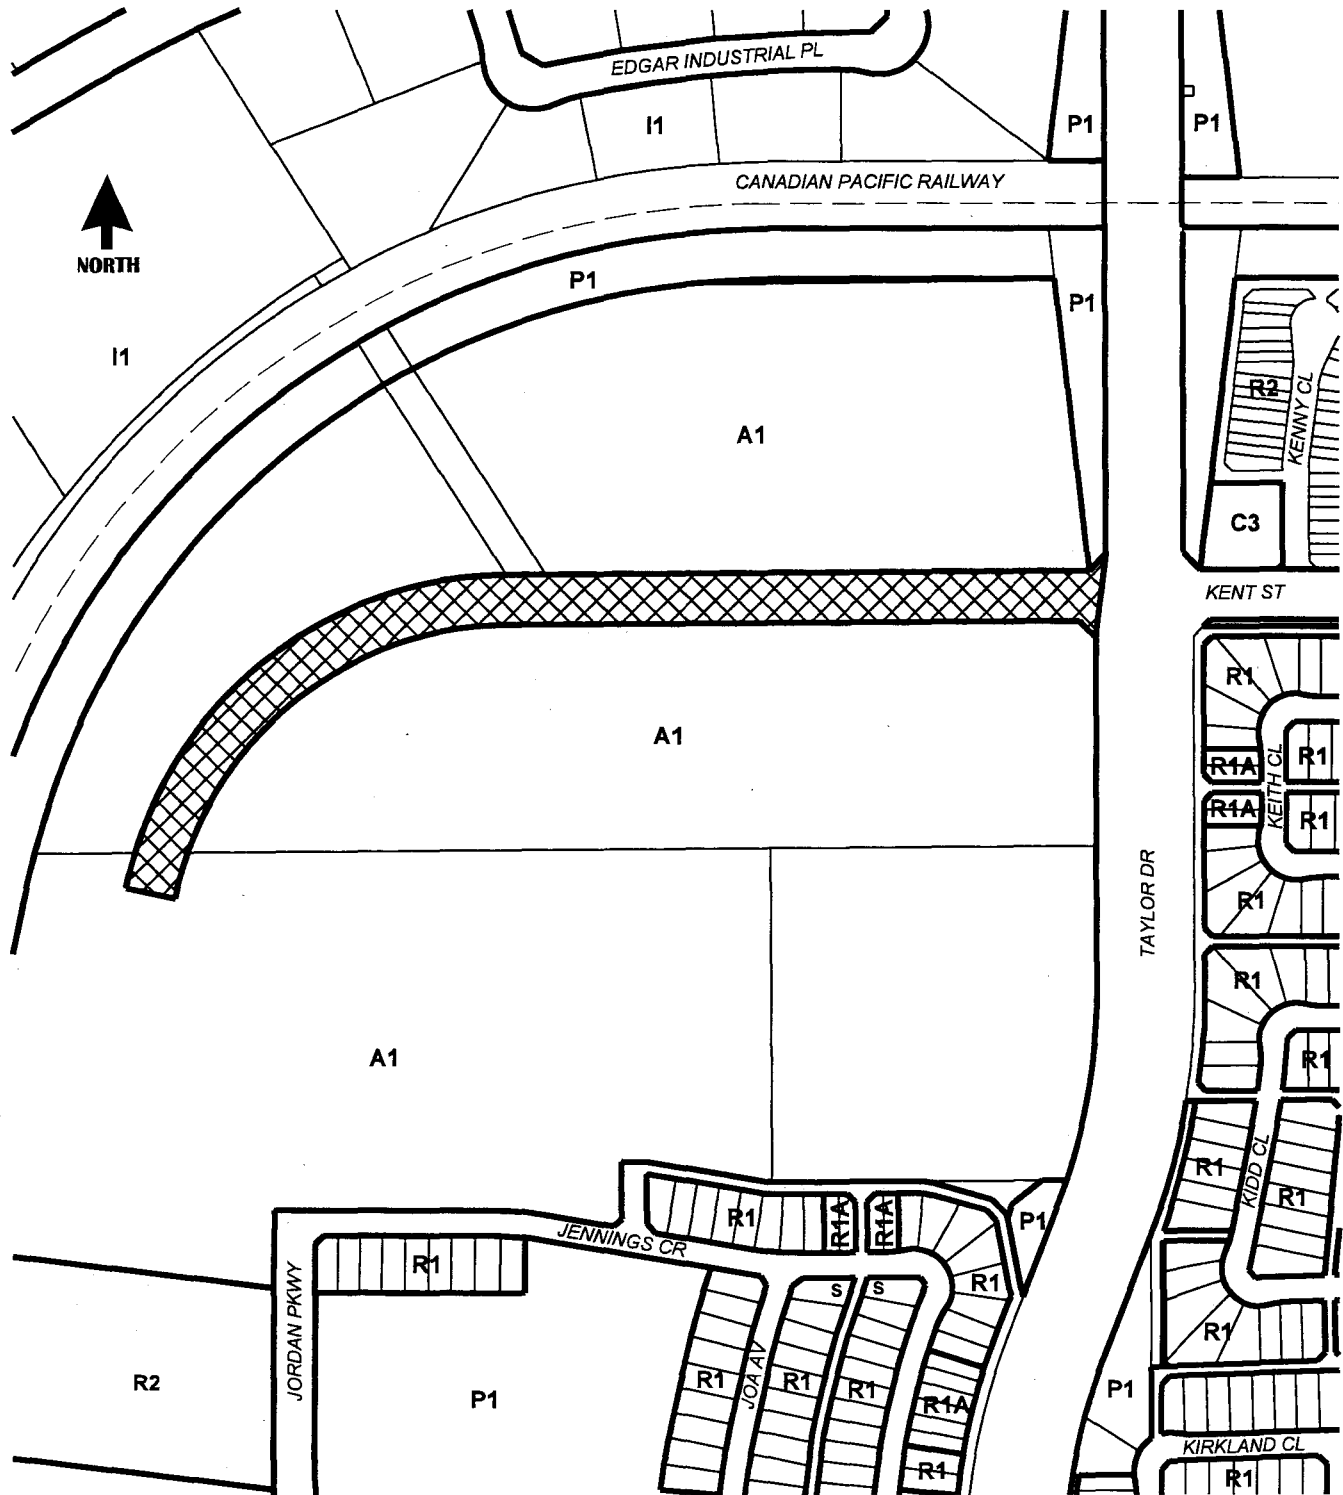 EDGAR INDUSTRIAL PL
I1
P1
P1
CANADIAN PACIFIC RAILWAY
NORTH
P1
P1
I1
R2
KENNY CL
A1
C3
KENT ST
R1
A1
R1A
KEITH CL
R1
R1A
R1
TAYLOR DR
R1
R1
A1
R1
R1
KIDD CL
R1
R1
R1A
R1A
P1
JENNINGS CR
R1
R1
S
S
JORDAN PKWY
R1
R2
P1
R1
JOA AV
R1
R1
R1A
P1
KIRKLAND CL
R1
R1